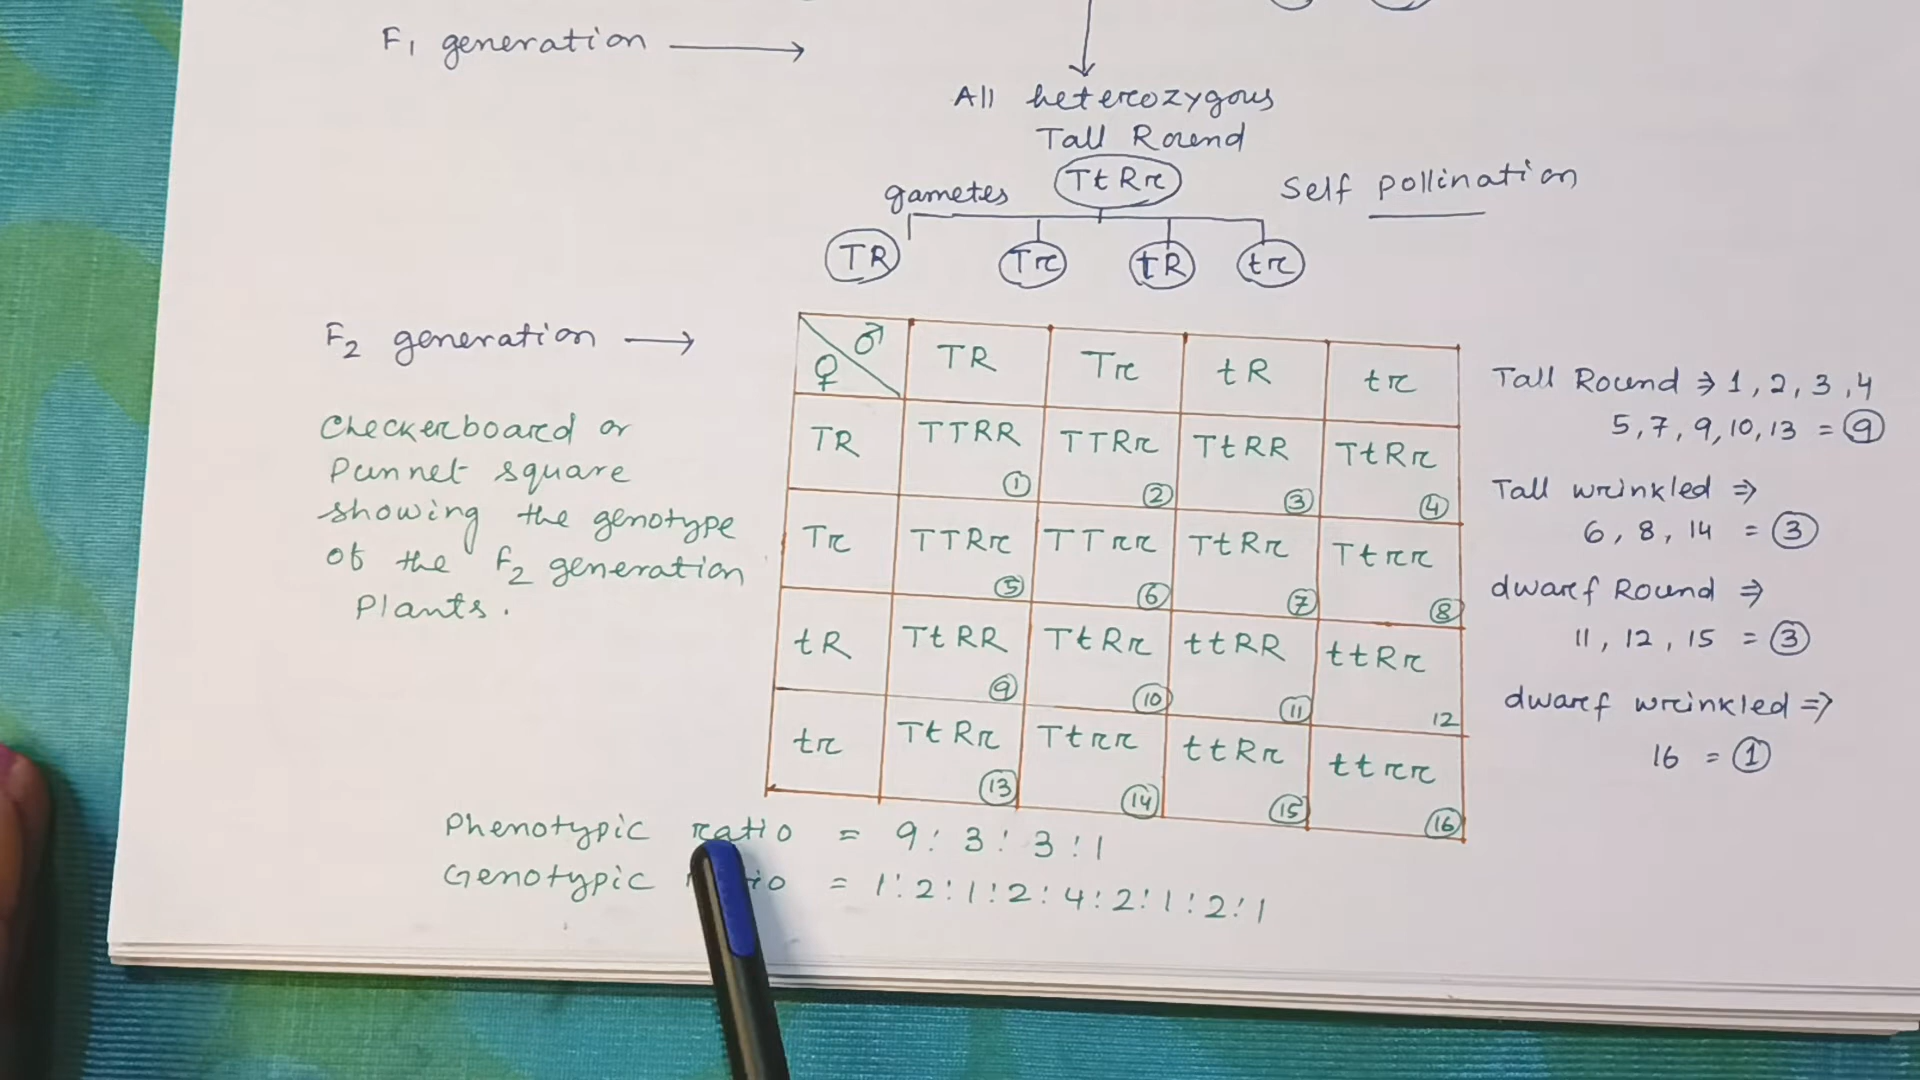 F1 generation
All heterozygous
Tall Round
TtRr
gametes
Self pollination
TR Tr tR tr
F2 generation
Checkerboard or
Punnet square
showing the genotype
of the F2 generation
Plants.
♂ ♀ TR Tr tR tr
TR TTRR 1 TTRr 2 TtRR 3 TtRr 4
Tr TTRr 5 TTrr 6 TtRr 7 Ttrr 8
tR TtRR 9 TtRr 10 ttRR 11 ttRr 12
tr TtRr 13 Ttrr 14 ttRr 15 ttrr 16
Tall Round ⇒ 1, 2, 3, 4
5, 7, 9, 10, 13 = 9
Tall wrinkled ⇒
6, 8, 14 = 3
dwarf Round ⇒
11, 12, 15 = 3
dwarf wrinkled ⇒
16 = 1
Phenotypic ratio = 9 : 3 : 3 : 1
Genotypic = 1 : 2 : 1 : 2 : 4 : 2 : 1 : 2 : 1